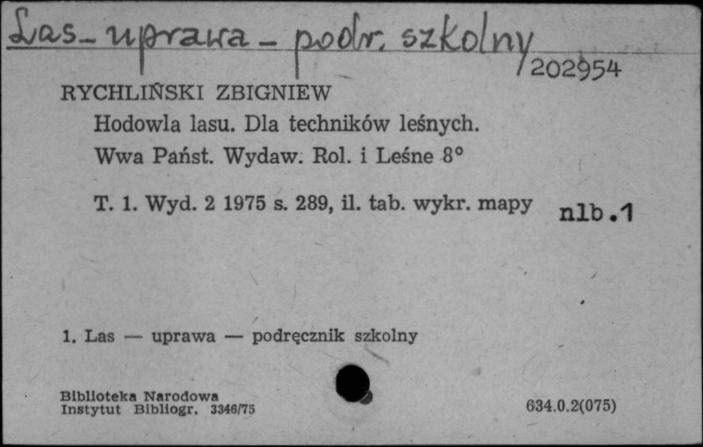 Las - uprawa - podr. szkolny
202954
RYCHLIŃSKI ZBIGNIEW
Hodowla lasu. Dla techników leśnych.
Wwa Państ. Wydaw. Rol. i Leśne 8°
T. 1. Wyd. 2 1975 s. 289, il. tab. wykr. mapy nlb.1
1. Las — uprawa — podręcznik szkolny
Biblioteka Narodowa
Instytut Bibliogr. 3346/75
634.0.2(075)